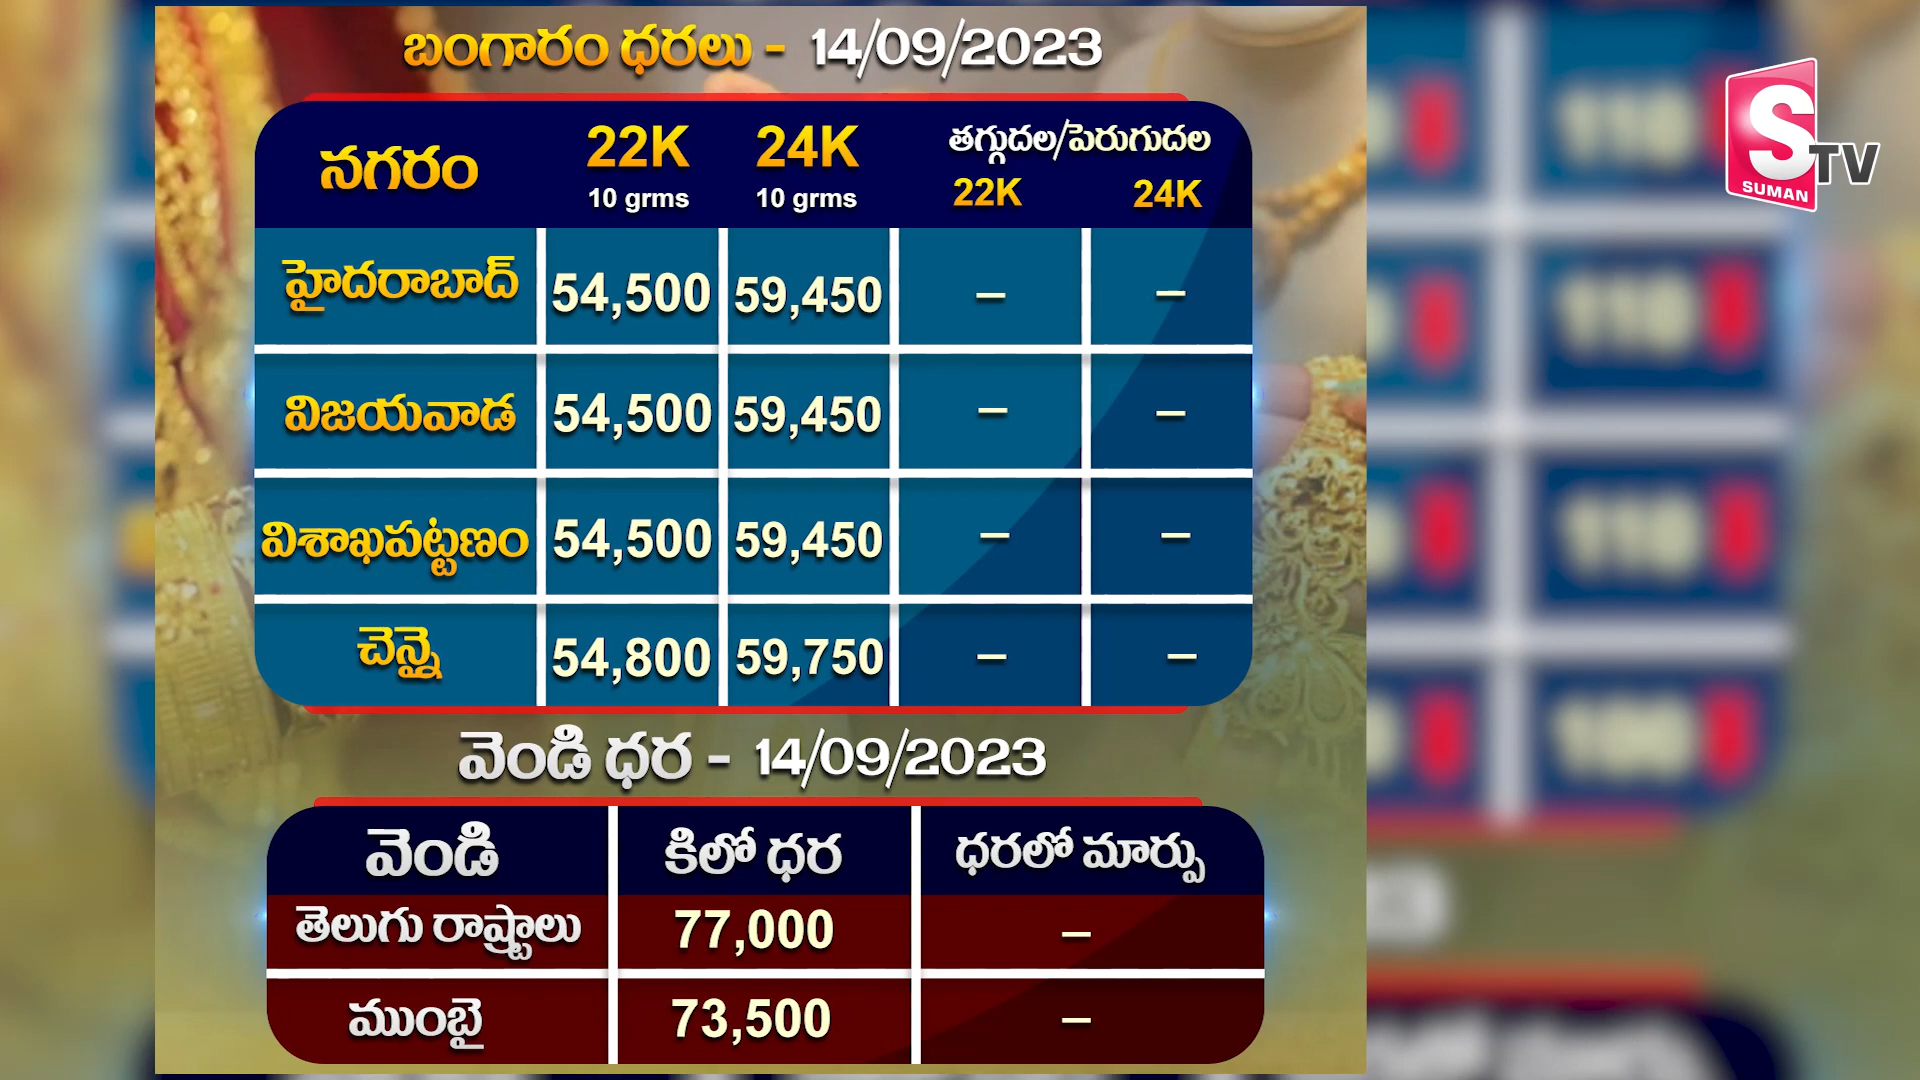 బంగారం ధరలు - 14/09/2023
నగరం 22K 24K తగ్గుదల/పెరుగుదల
10 grms 10 grms 22K 24K
హైదరాబాద్ 54,500 59,450 – –
విజయవాడ 54,500 59,450 – –
విశాఖపట్టణం 54,500 59,450 – –
చెన్నై 54,800 59,750 – –
వెండి ధర - 14/09/2023
వెండి కిలో ధర ధరలో మార్పు
తెలుగు రాష్ట్రాలు 77,000 –
ముంబై 73,500 –
S TV
SUMAN